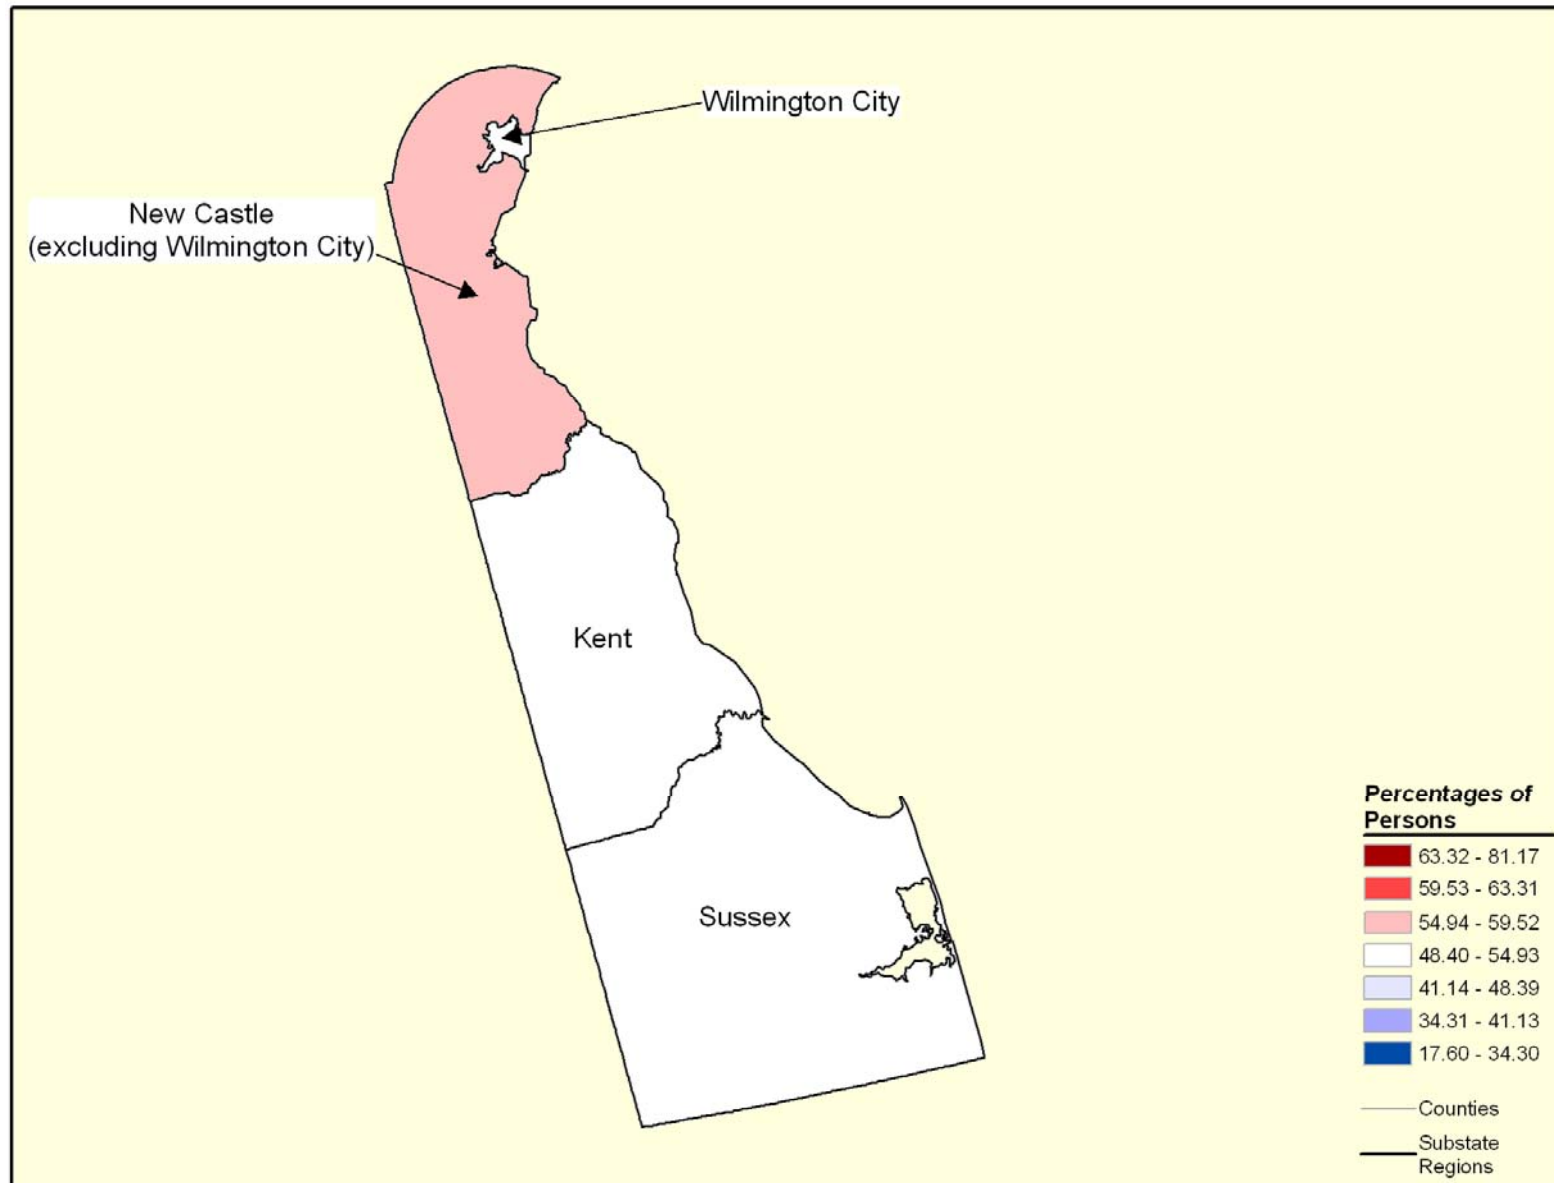 Wilmington City
New Castle
(excluding Wilmington City)
Kent
Sussex
Percentages of
Persons
63.32 - 81.17
59.53 - 63.31
54.94 - 59.52
48.40 - 54.93
41.14 - 48.39
34.31 - 41.13
17.60 - 34.30
Counties
Substate
Regions